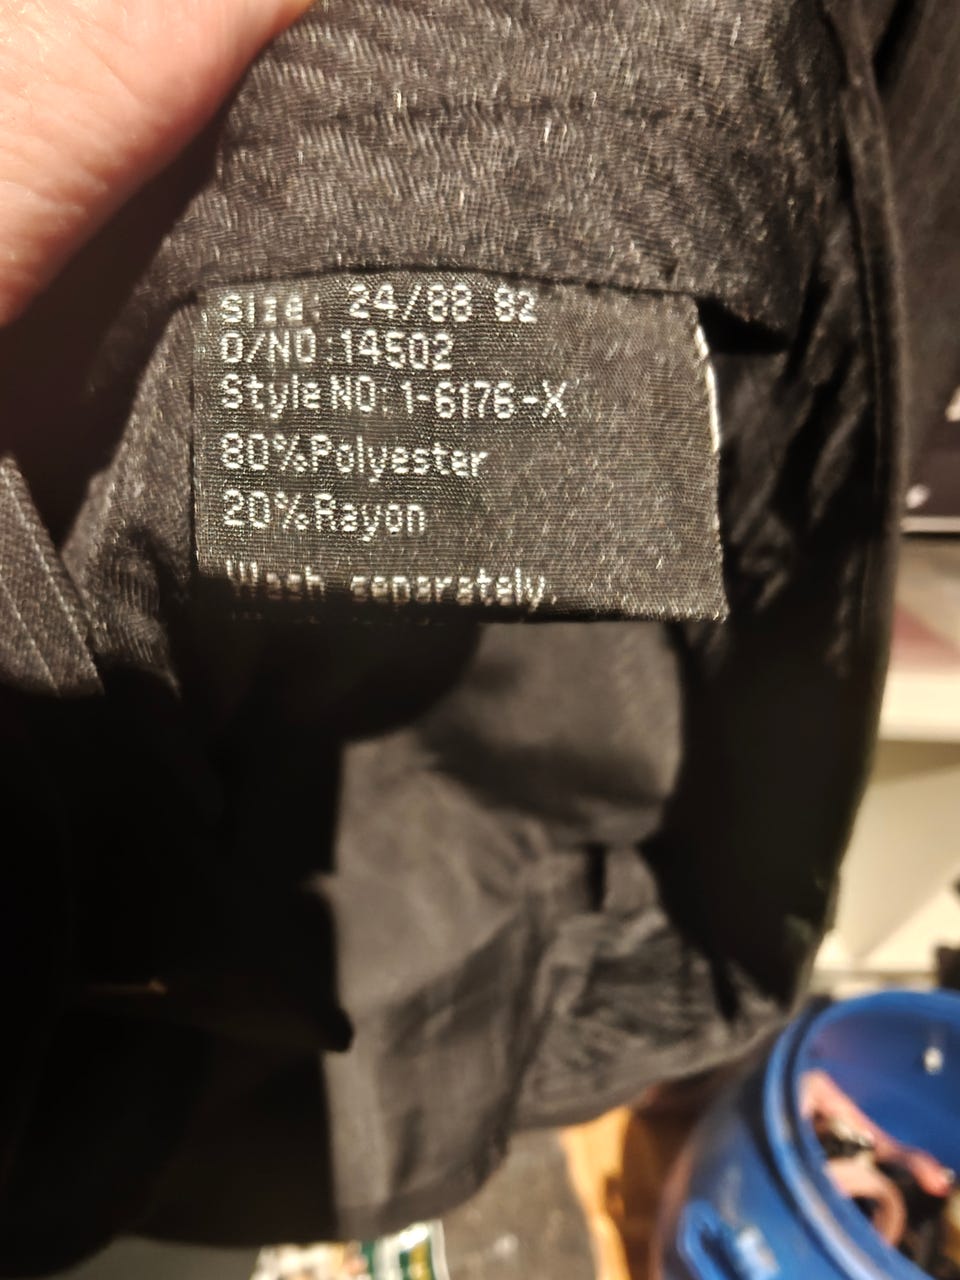 Size: 24/88 82
O/NO:14502
Style NO: 1-6176-X
80%Polyester
20%Rayon
Wash separately.